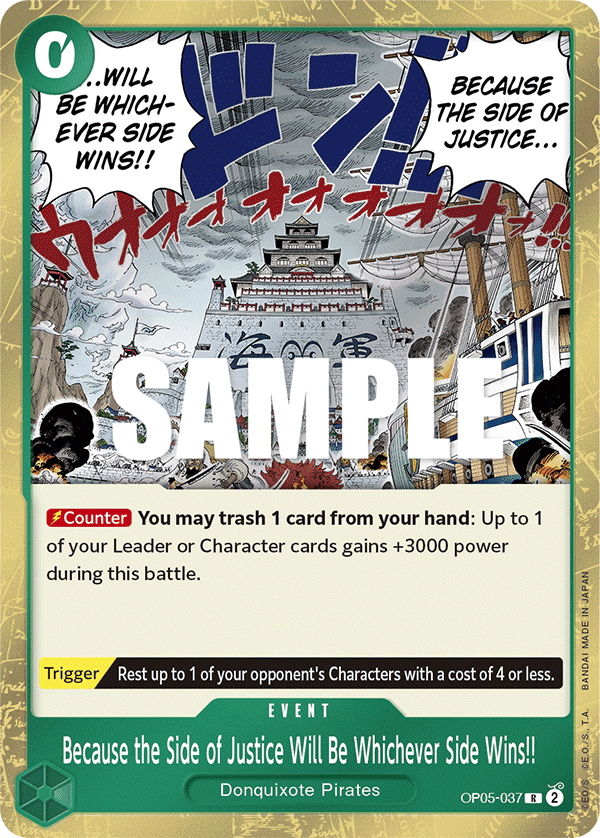 0
...WILL
BE WHICH-
EVER SIDE
WINS!!
BECAUSE
THE SIDE OF
JUSTICE...
ドン!!
ウオオオオオオオオオ...!!!
海軍
SAMPLE
Counter You may trash 1 card from your hand: Up to 1
of your Leader or Character cards gains +3000 power
during this battle.
Trigger Rest up to 1 of your opponent's Characters with a cost of 4 or less.
EVENT
Because the Side of Justice Will Be Whichever Side Wins!!
Donquixote Pirates
OP05-037 R 2
©E.O./S. ©E.O./S., T.A. BANDAI MADE IN JAPAN